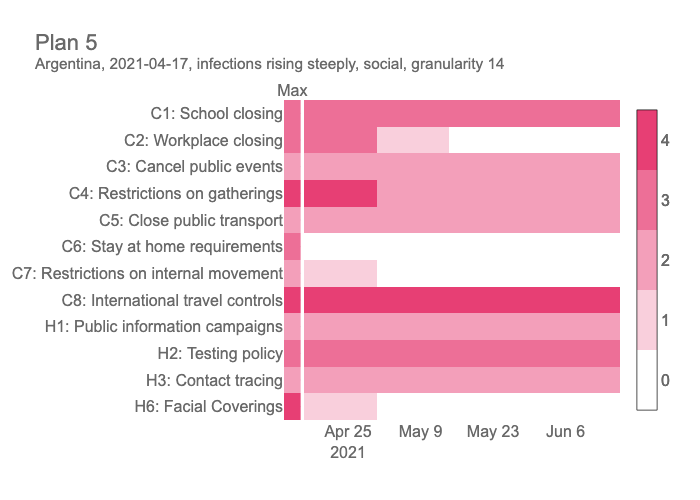 Plan 5
Argentina, 2021-04-17, infections rising steeply, social, granularity 14
Max
C1: School closing
C2: Workplace closing
C3: Cancel public events
C4: Restrictions on gatherings
C5: Close public transport
C6: Stay at home requirements
C7: Restrictions on internal movement
C8: International travel controls
H1: Public information campaigns
H2: Testing policy
H3: Contact tracing
H6: Facial Coverings
Apr 25 May 9 May 23 Jun 6
2021
4
3
2
1
0